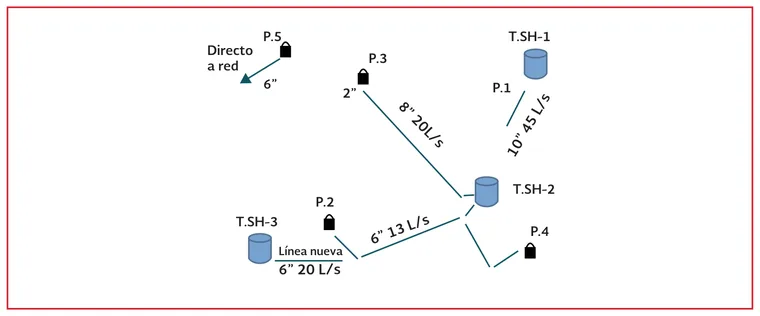 P.5
Directo
a red
6”
P.3
2”
8” 20L/s
T.SH-1
P.1
10” 45 L/s
T.SH-2
P.2
6” 13 L/s
P.4
T.SH-3
Línea nueva
6” 20 L/s